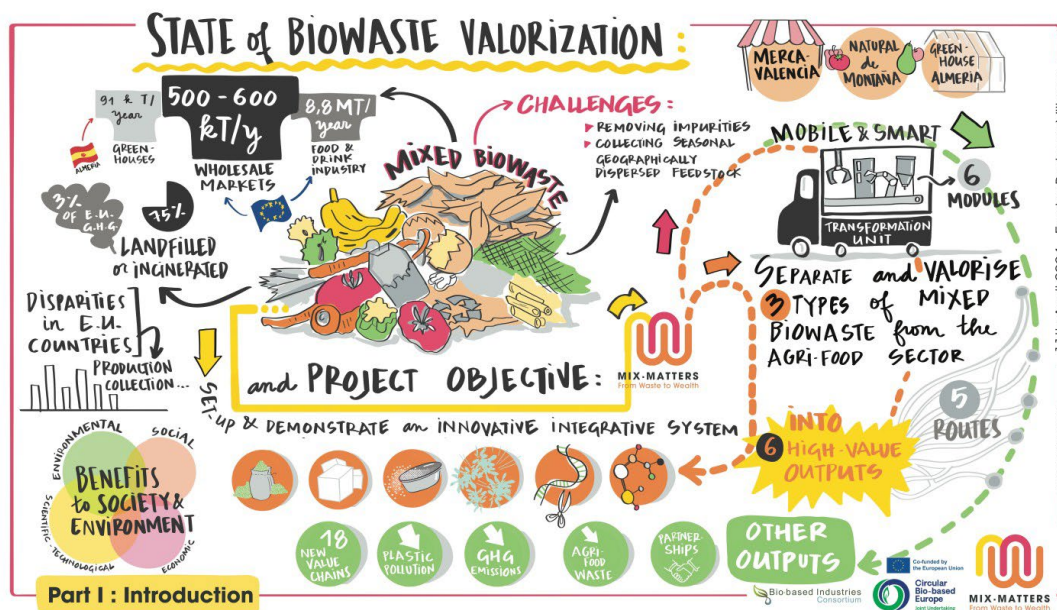 STATE of BIOWASTE VALORIZATION :
91 kT/
year
GREEN-
HOUSES
ALMERIA
500 - 600
kT/y
WHOLESALE
MARKETS
8,8 MT/
year
FOOD &
DRINK
INDUSTRY
MIXED BIOWASTE
CHALLENGES :
REMOVING IMPURITIES
COLLECTING SEASONAL
GEOGRAPHICALLY
DISPERSED FEEDSTOCK
MERCA-
VALENCIA
NATURAL
de
MONTAÑA
GREEN-
HOUSE
ALMERIA
MOBILE & SMART
TRANSFORMATION
UNIT
6
MODULES
3%
OF E.U.
G.H.G.
75%
LANDFILLED
or INCINERATED
DISPARITIES
in E.U.
COUNTRIES
PRODUCTION
COLLECTION...
and PROJECT OBJECTIVE :
MIX-MATTERS
From Waste to Wealth
SET-UP & DEMONSTRATE an INNOVATIVE INTEGRATIVE SYSTEM
SEPARATE and VALORISE
3 TYPES of MIXED
BIOWASTE from the
AGRI-FOOD SECTOR
5
ROUTES
INTO
6 HIGH-VALUE
OUTPUTS
ENVIRONMENTAL
SOCIAL
SCIENTIFIC-TECHNOLOGICAL
ECONOMIC
BENEFITS
to SOCIETY &
ENVIRONMENT
18
NEW
VALUE
CHAINS
PLASTIC
POLLUTION
GHG
EMISSIONS
AGRI-
FOOD
WASTE
PARTNER-
SHIPS
OTHER
OUTPUTS
Part I : Introduction
Bio-based Industries
Consortium
Co-funded by
the European Union
Circular
Bio-based
Europe
Joint Undertaking
MIX-MATTERS
From Waste to Wealth